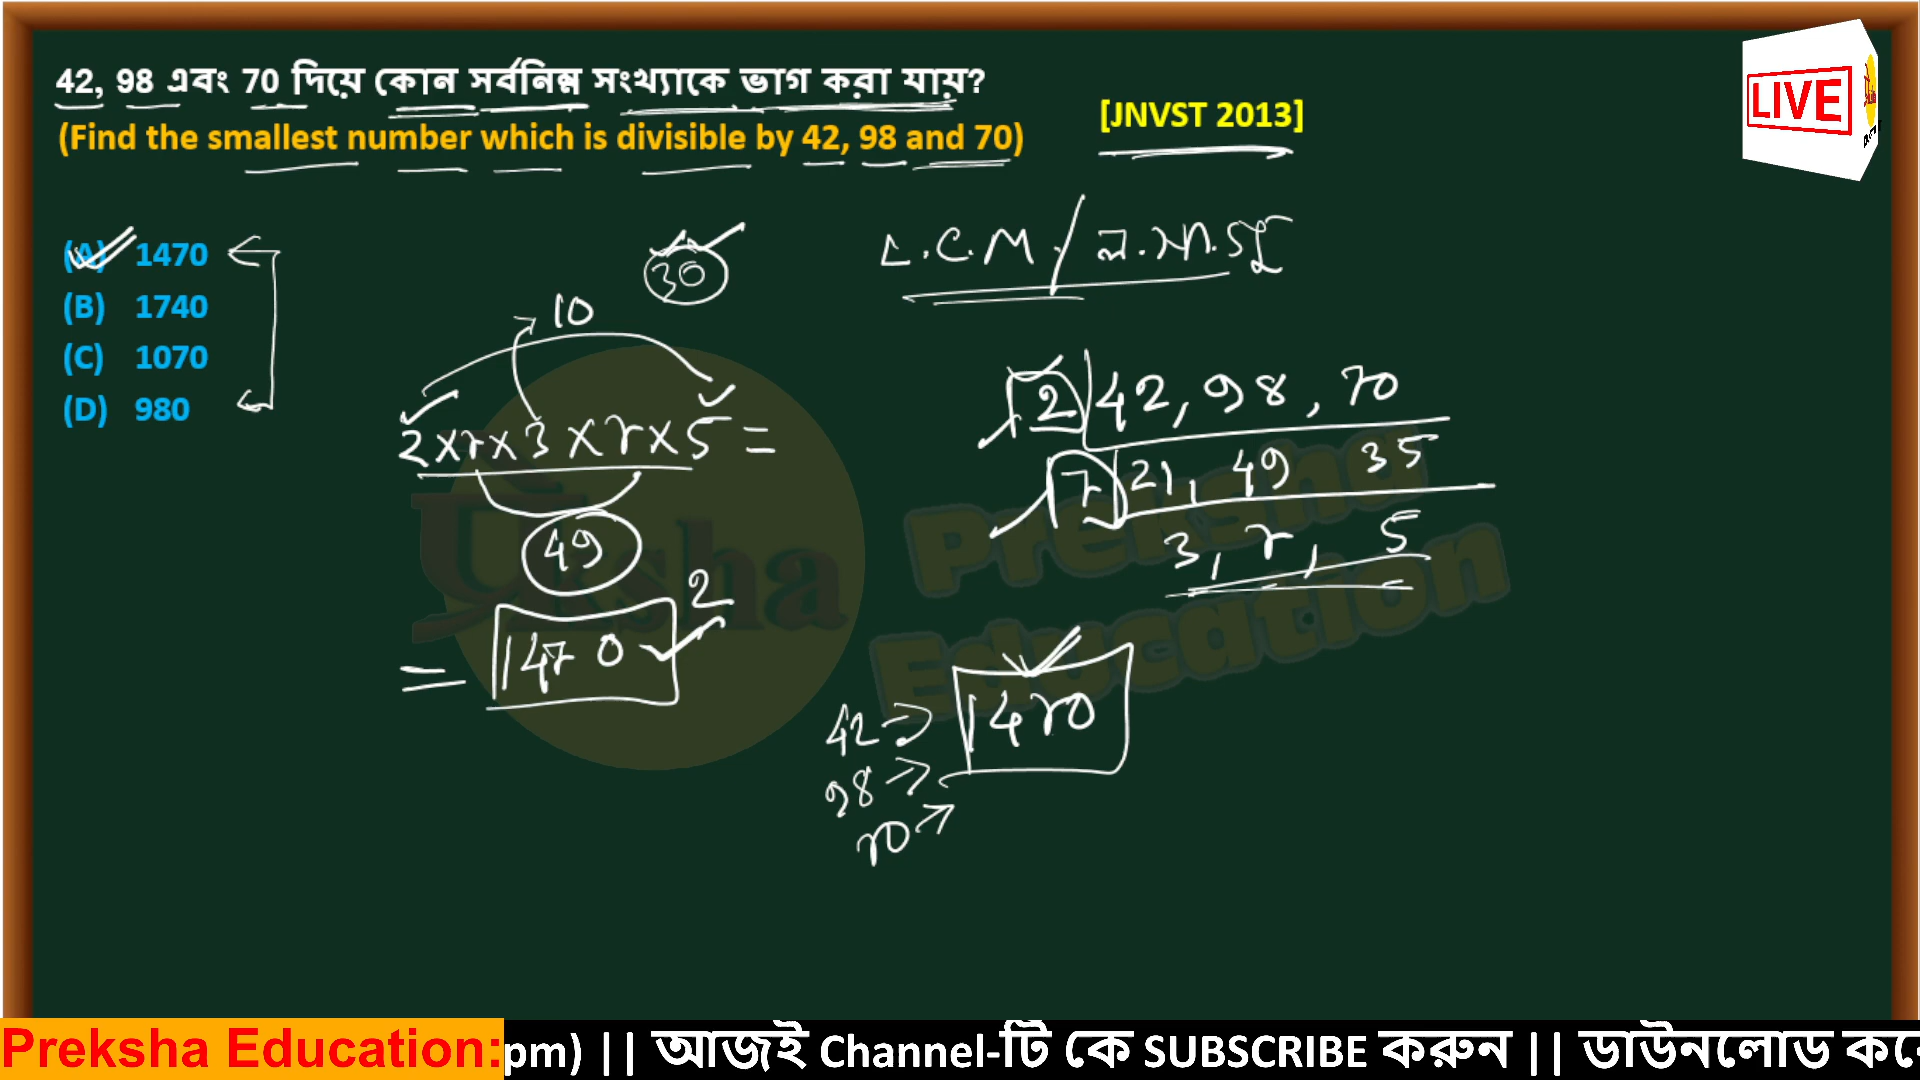 42, 98 এবং 70 দিয়ে কোন সর্বনিম্ন সংখ্যাকে ভাগ করা যায়?
(Find the smallest number which is divisible by 42, 98 and 70)
[JNVST 2013]
LIVE
(A) 1470
(B) 1740
(C) 1070
(D) 980
30
L.C.M / ল.সা.গু
10
2 x 7 x 3 x 7 x 5 =
49
= 1470
2
2 42, 98, 70
7 21, 49 35
3, 7, 5
1470
42 →
98 →
70 →
Preksha Education
Preksha Education: pm) || আজই Channel-টি কে SUBSCRIBE করুন || ডাউনলোড